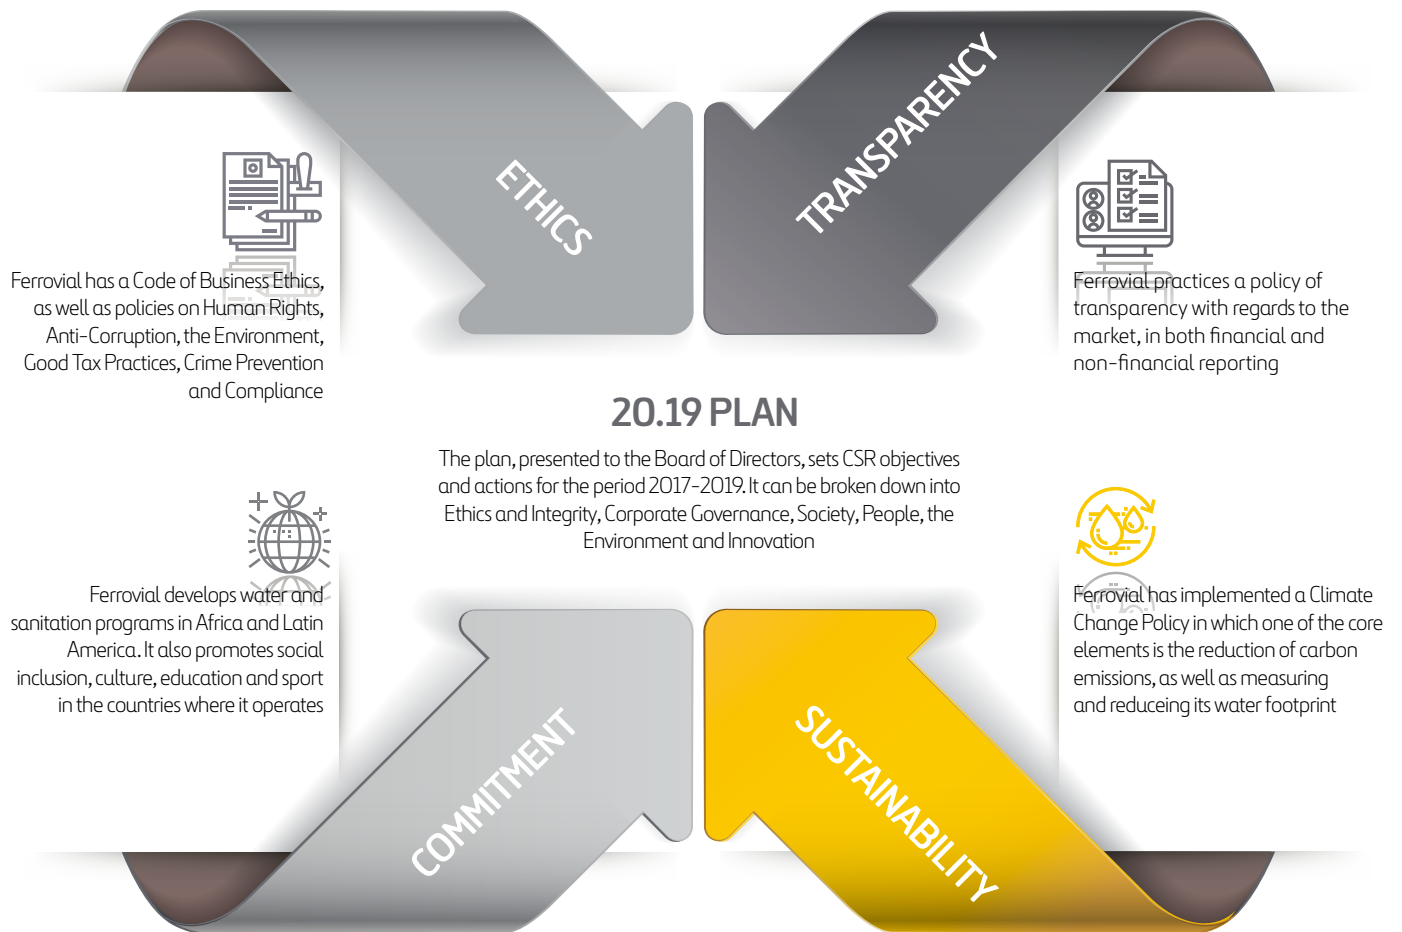 ETHICS
TRANSPARENCY
Ferrovial has a Code of Business Ethics,
as well as policies on Human Rights,
Anti-Corruption, the Environment,
Good Tax Practices, Crime Prevention
and Compliance
Ferrovial practices a policy of
transparency with regards to the
market, in both financial and
non-financial reporting
20.19 PLAN
The plan, presented to the Board of Directors, sets CSR objectives
and actions for the period 2017-2019. It can be broken down into
Ethics and Integrity, Corporate Governance, Society, People, the
Environment and Innovation
Ferrovial develops water and
sanitation programs in Africa and Latin
America. It also promotes social
inclusion, culture, education and sport
in the countries where it operates
Ferrovial has implemented a Climate
Change Policy in which one of the core
elements is the reduction of carbon
emissions, as well as measuring
and reduceing its water footprint
COMMITMENT
SUSTAINABILITY